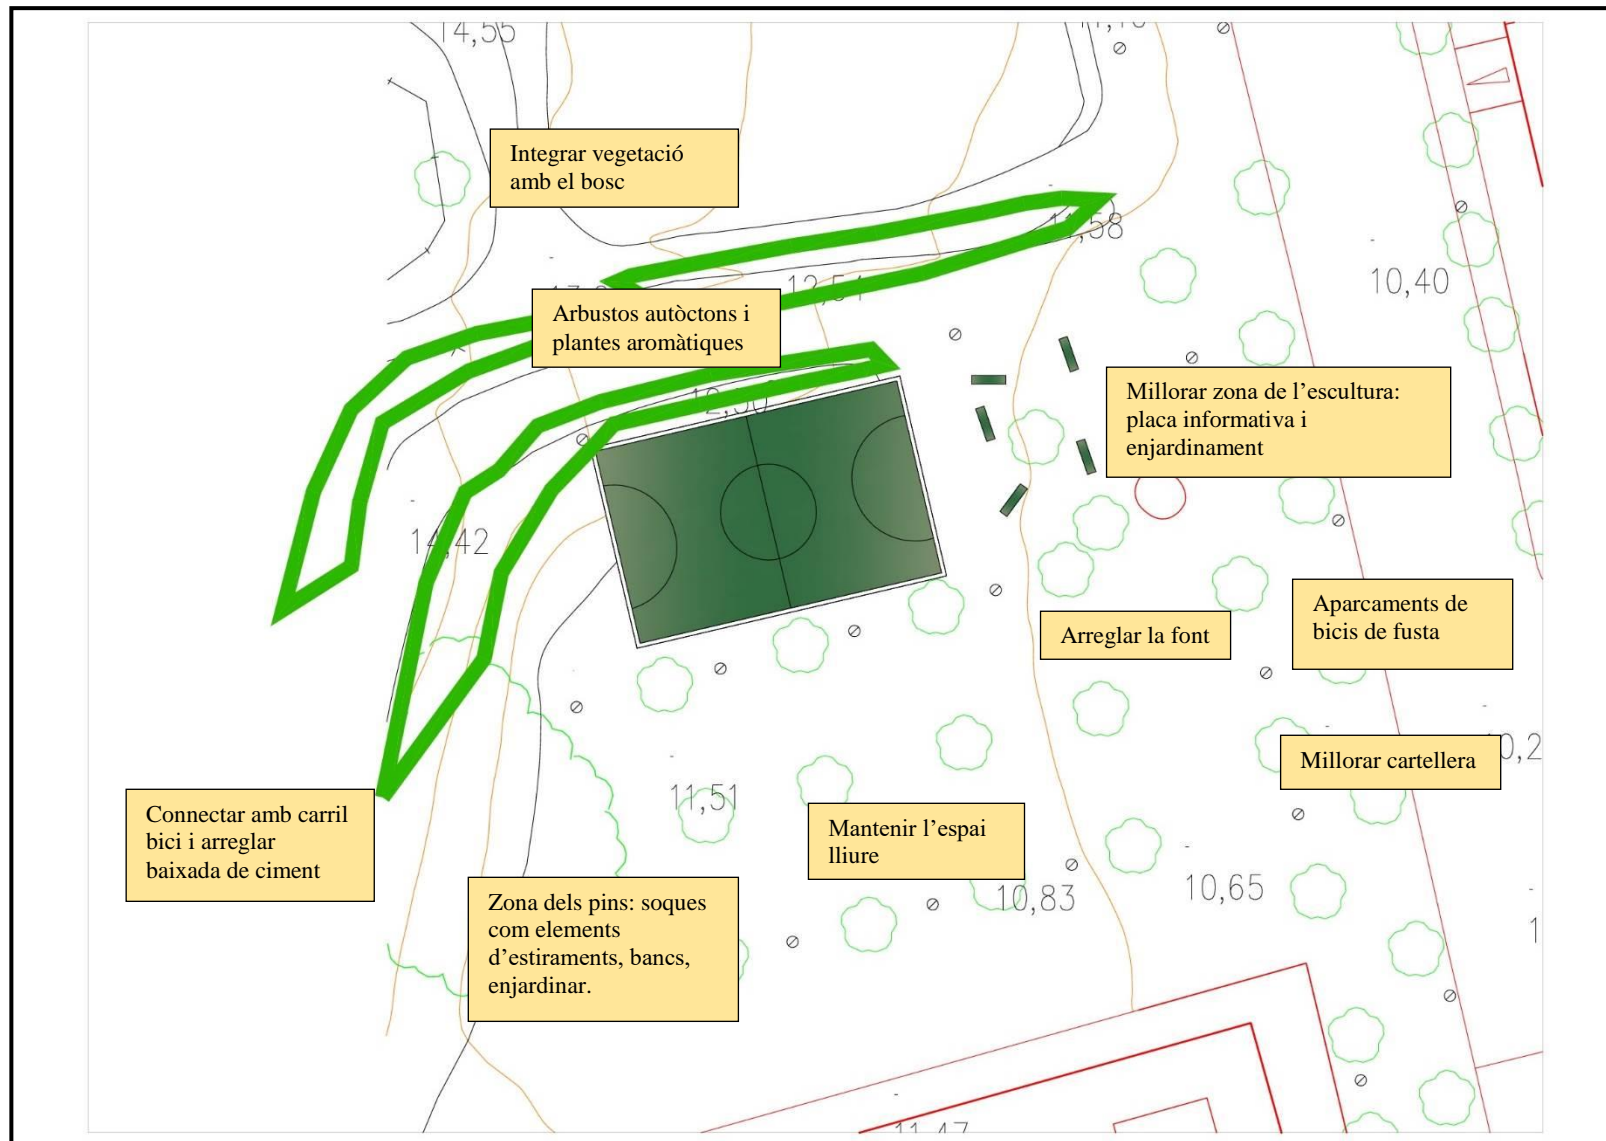 14,55
Integrar vegetació
amb el bosc
11,58
10,40
12,54
Arbustos autòctons i
plantes aromàtiques
Millorar zona de l’escultura:
placa informativa i
enjardinament
14,42
Aparcaments de
bicis de fusta
Arreglar la font
Millorar cartellera
11,51
Connectar amb carril
bici i arreglar
baixada de ciment
Mantenir l’espai
lliure
Zona dels pins: soques
com elements
d’estiraments, bancs,
enjardinar.
10,83
10,65
11,47